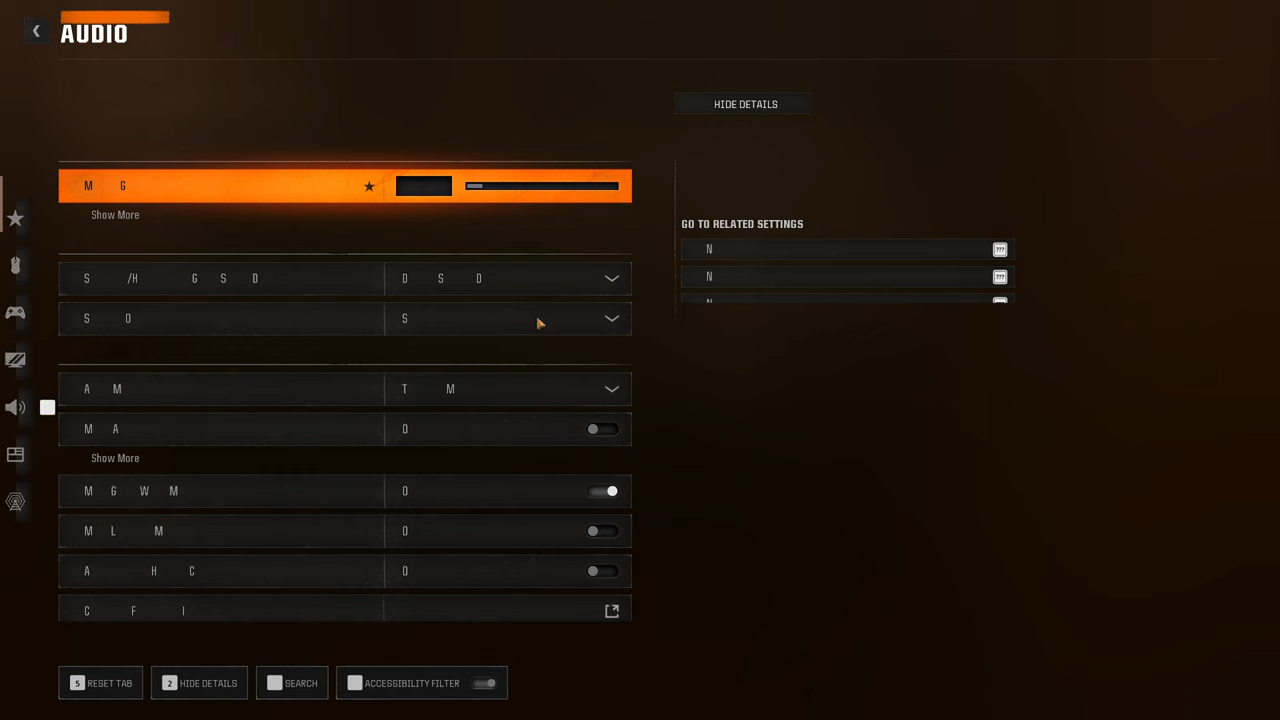 AUDIO
HIDE DETAILS
M G
Show More
GO TO RELATED SETTINGS
N ???
N ???
S /H G S D D S D
S O S
A M T M
M A O
Show More
M G W M O
M L M O
A H C O
C F I
5 RESET TAB 2 HIDE DETAILS SEARCH ACCESSIBILITY FILTER